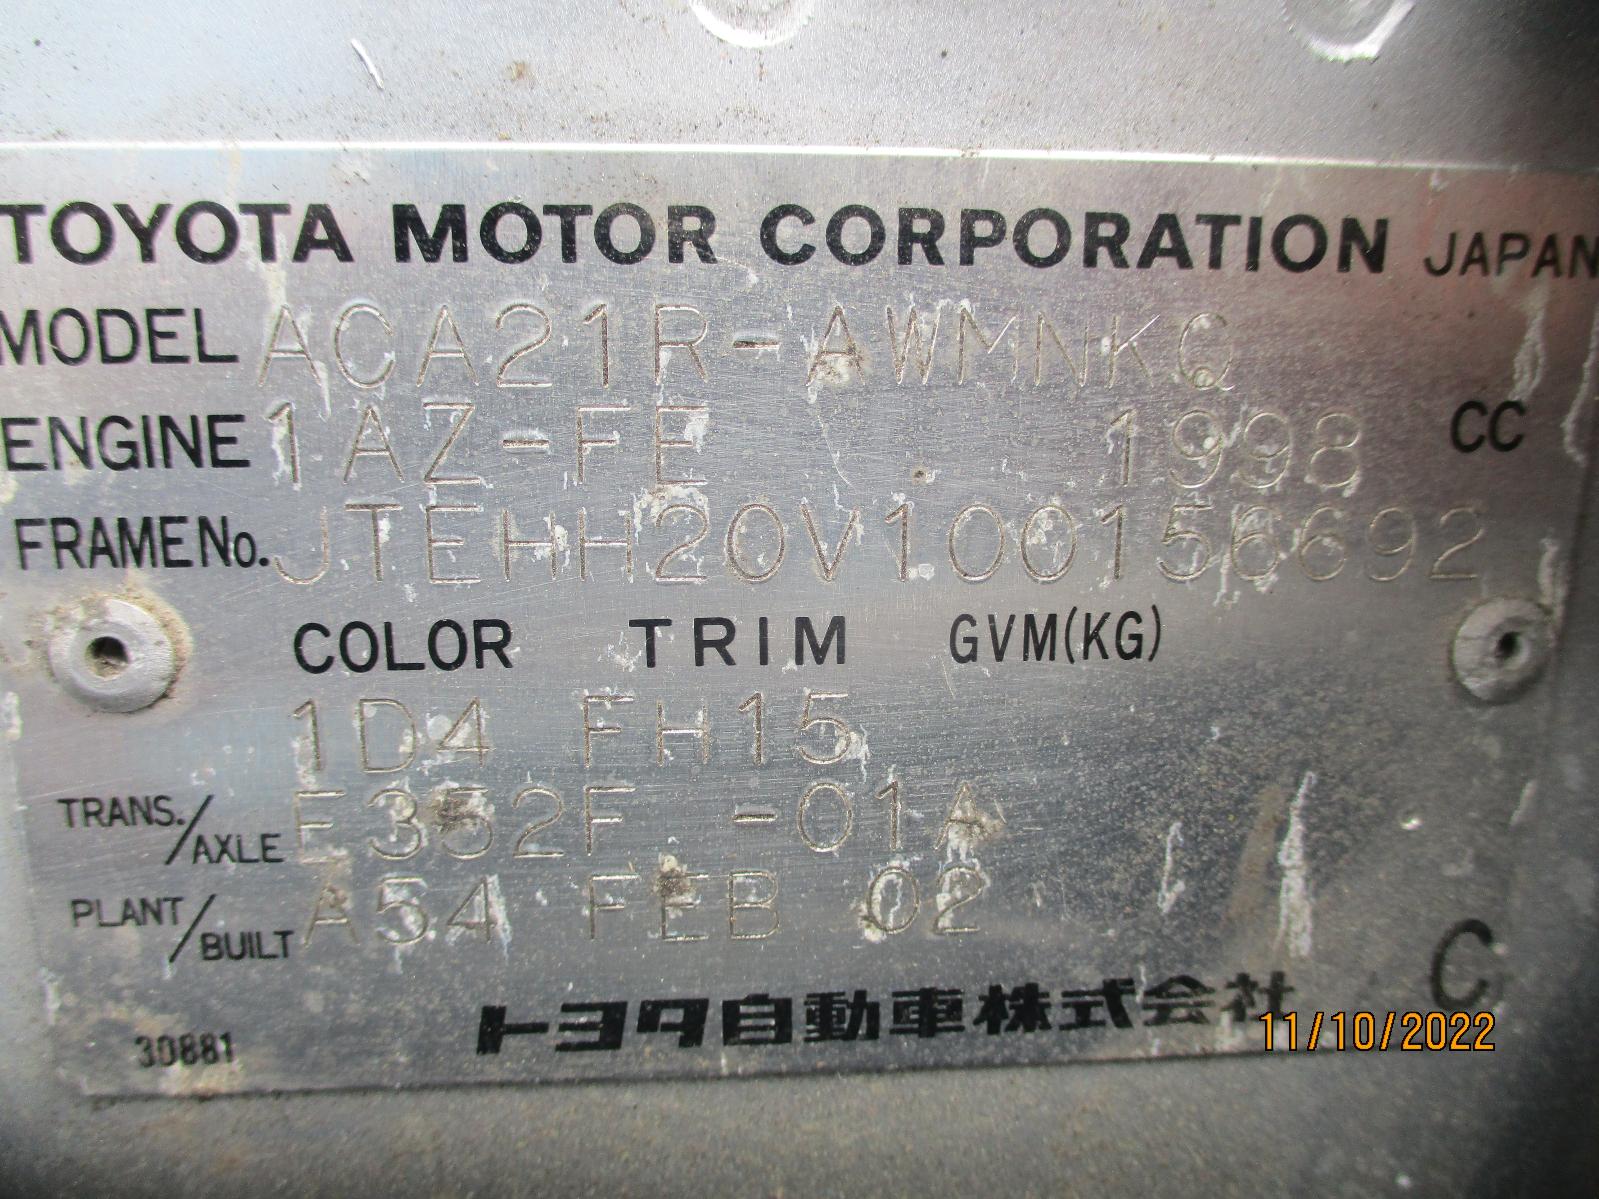 TOYOTA MOTOR CORPORATION JAPAN
MODEL ACA21R-AWMNKQ
ENGINE 1AZ-FE 1998 CC
FRAME No. JTEHH20V100156692
COLOR TRIM GVM(KG)
1D4 FH15
TRANS./AXLE E352F -01A
PLANT/BUILT A54 FEB 02
C
トヨタ自動車株式会社
30881
11/10/2022